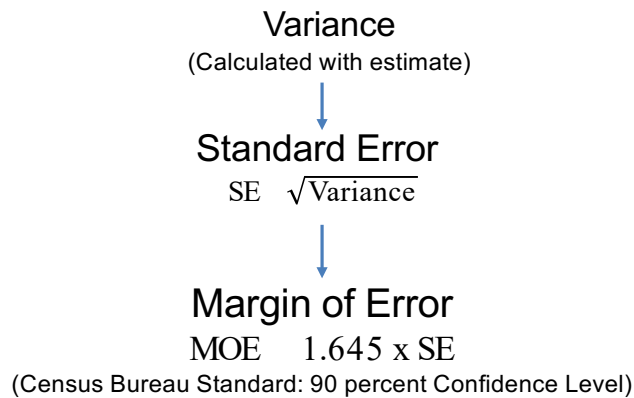 Variance
(Calculated with estimate)
Standard Error
SE √Variance
Margin of Error
MOE 1.645 x SE
(Census Bureau Standard: 90 percent Confidence Level)